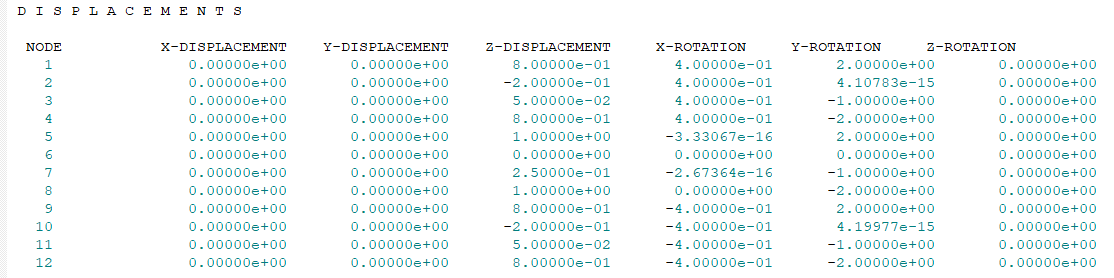 D I S P L A C E M E N T S
NODE X-DISPLACEMENT Y-DISPLACEMENT Z-DISPLACEMENT X-ROTATION Y-ROTATION Z-ROTATION
1 0.00000e+00 0.00000e+00 8.00000e-01 4.00000e-01 2.00000e+00 0.00000e+00
2 0.00000e+00 0.00000e+00 -2.00000e-01 4.00000e-01 4.10783e-15 0.00000e+00
3 0.00000e+00 0.00000e+00 5.00000e-02 4.00000e-01 -1.00000e+00 0.00000e+00
4 0.00000e+00 0.00000e+00 8.00000e-01 4.00000e-01 -2.00000e+00 0.00000e+00
5 0.00000e+00 0.00000e+00 1.00000e+00 -3.33067e-16 2.00000e+00 0.00000e+00
6 0.00000e+00 0.00000e+00 0.00000e+00 0.00000e+00 0.00000e+00 0.00000e+00
7 0.00000e+00 0.00000e+00 2.50000e-01 -2.67364e-16 -1.00000e+00 0.00000e+00
8 0.00000e+00 0.00000e+00 1.00000e+00 0.00000e+00 -2.00000e+00 0.00000e+00
9 0.00000e+00 0.00000e+00 8.00000e-01 -4.00000e-01 2.00000e+00 0.00000e+00
10 0.00000e+00 0.00000e+00 -2.00000e-01 -4.00000e-01 4.19977e-15 0.00000e+00
11 0.00000e+00 0.00000e+00 5.00000e-02 -4.00000e-01 -1.00000e+00 0.00000e+00
12 0.00000e+00 0.00000e+00 8.00000e-01 -4.00000e-01 -2.00000e+00 0.00000e+00